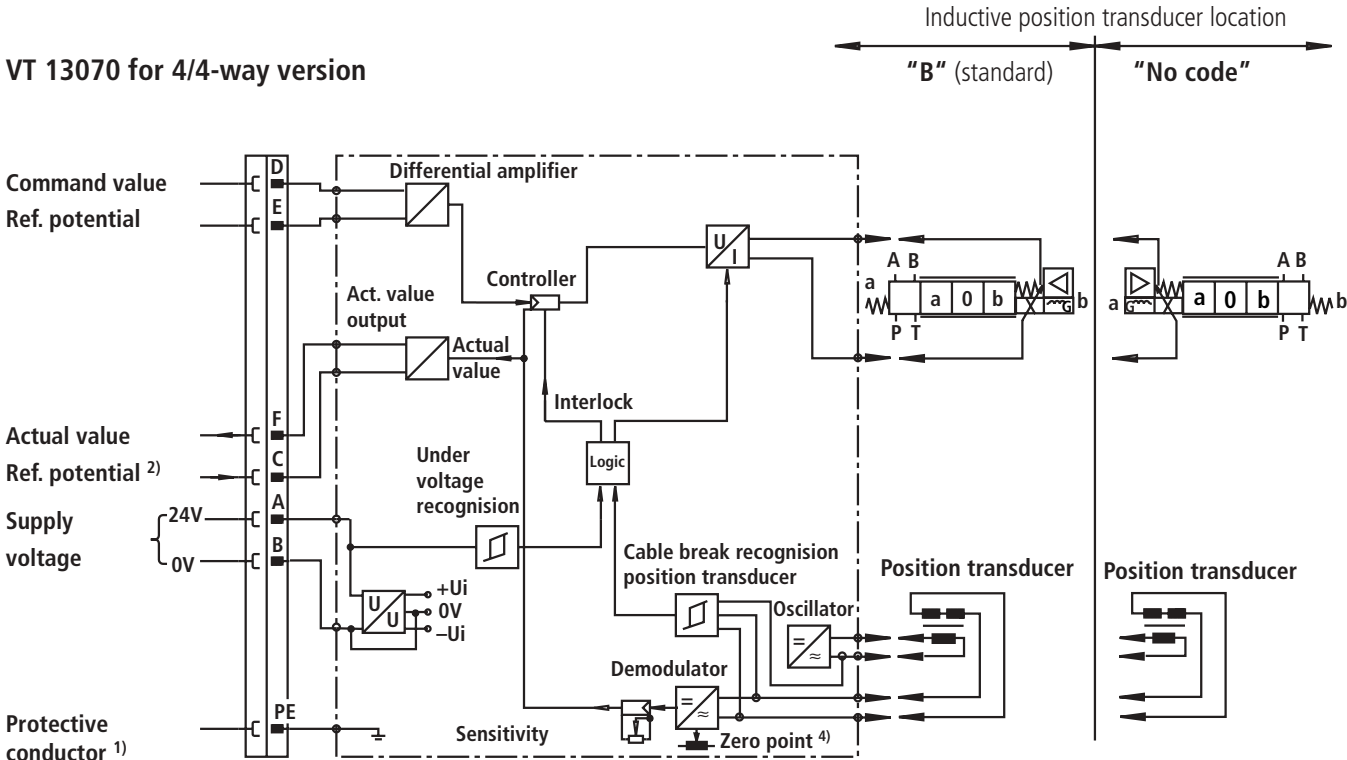 Inductive position transducer location
VT 13070 for 4/4-way version
"B" (standard)
"No code"
D
Command value
E
Ref. potential
Differential amplifier
U
I
Controller
Act. value
output
Actual
value
Interlock
Logic
A B
a
a 0 b
G
b
P T
A B
a
G
a 0 b
b
P T
F
Actual value
C
Ref. potential 2)
A
Supply
voltage
24V
B
0V
Under
voltage
recognision
U
U
+Ui
0V
–Ui
Cable break recognision
position transducer
Oscillator
=
≈
Position transducer
Position transducer
Demodulator
=
≈
Sensitivity
Zero point 4)
PE
Protective
conductor 1)